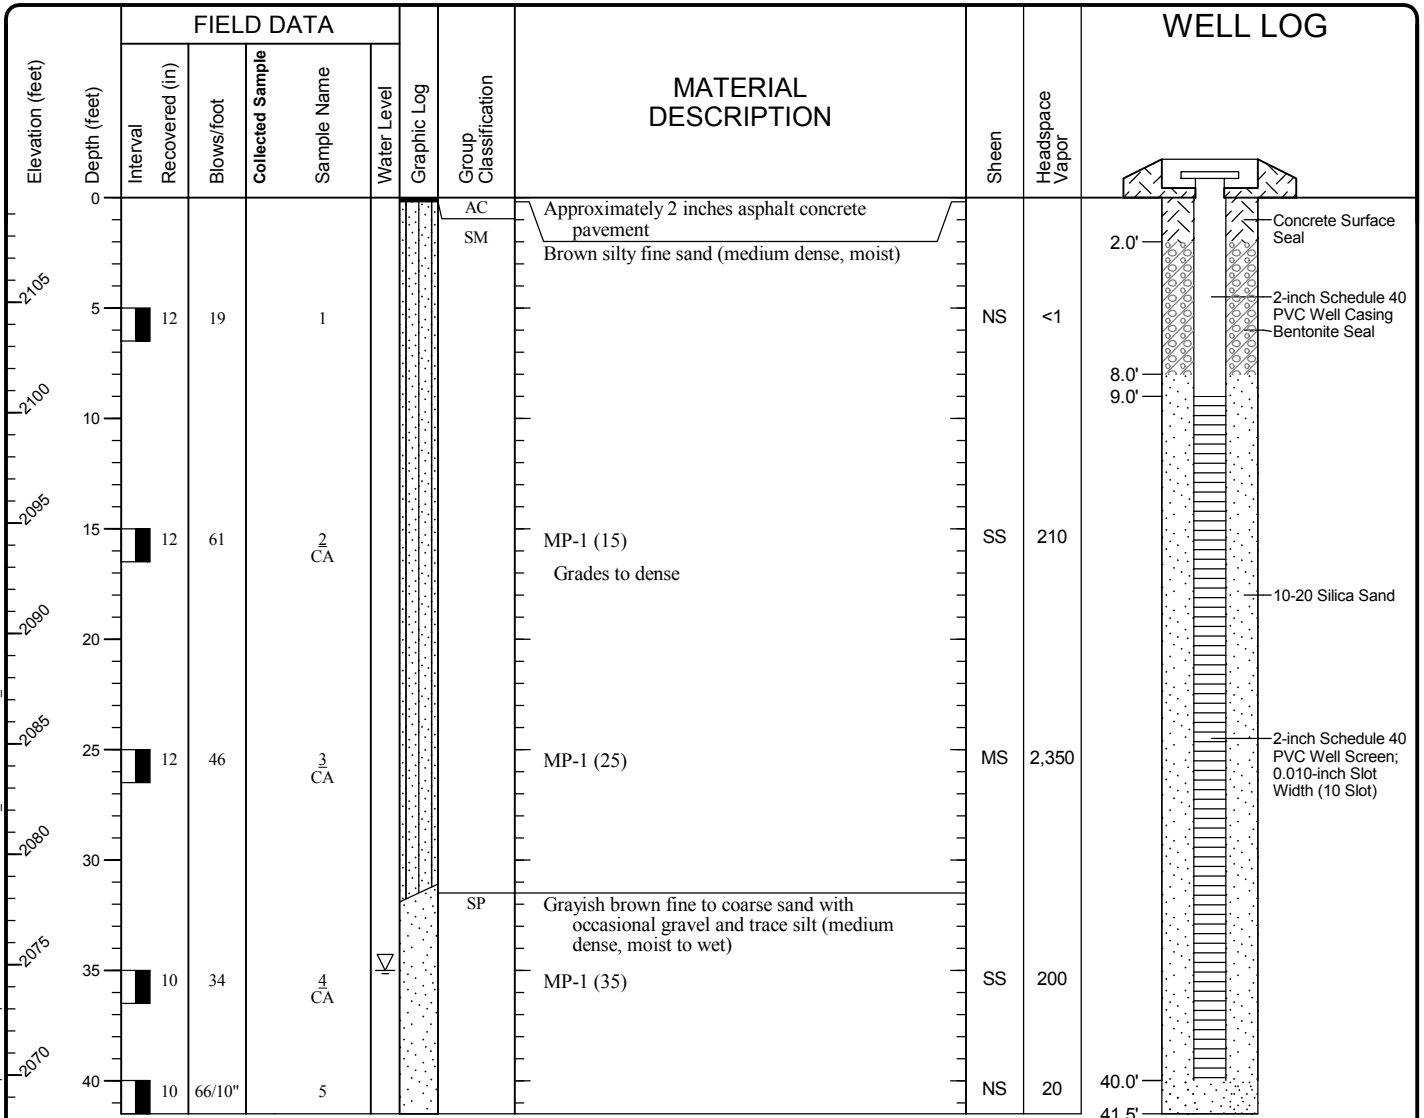 FIELD DATA
WELL LOG
Elevation (feet)
Depth (feet)
Interval
Recovered (in)
Blows/foot
Collected Sample
Sample Name
Water Level
Graphic Log
Group
Classification
MATERIAL
DESCRIPTION
Sheen
Headspace
Vapor
0
AC
Approximately 2 inches asphalt concrete
pavement
SM
Brown silty fine sand (medium dense, moist)
Concrete Surface
Seal
2.0'
2105
5
12
19
1
NS
<1
2-inch Schedule 40
PVC Well Casing
Bentonite Seal
8.0'
9.0'
2100
10
2095
15
12
61
2
CA
MP-1 (15)
Grades to dense
SS
210
10-20 Silica Sand
2090
20
2085
25
12
46
3
CA
MP-1 (25)
MS
2,350
2-inch Schedule 40
PVC Well Screen;
0.010-inch Slot
Width (10 Slot)
2080
30
SP
Grayish brown fine to coarse sand with
occasional gravel and trace silt (medium
dense, moist to wet)
2075
35
10
34
4
CA
MP-1 (35)
SS
200
2070
40
10
66/10"
5
NS
20
40.0'
41.5'